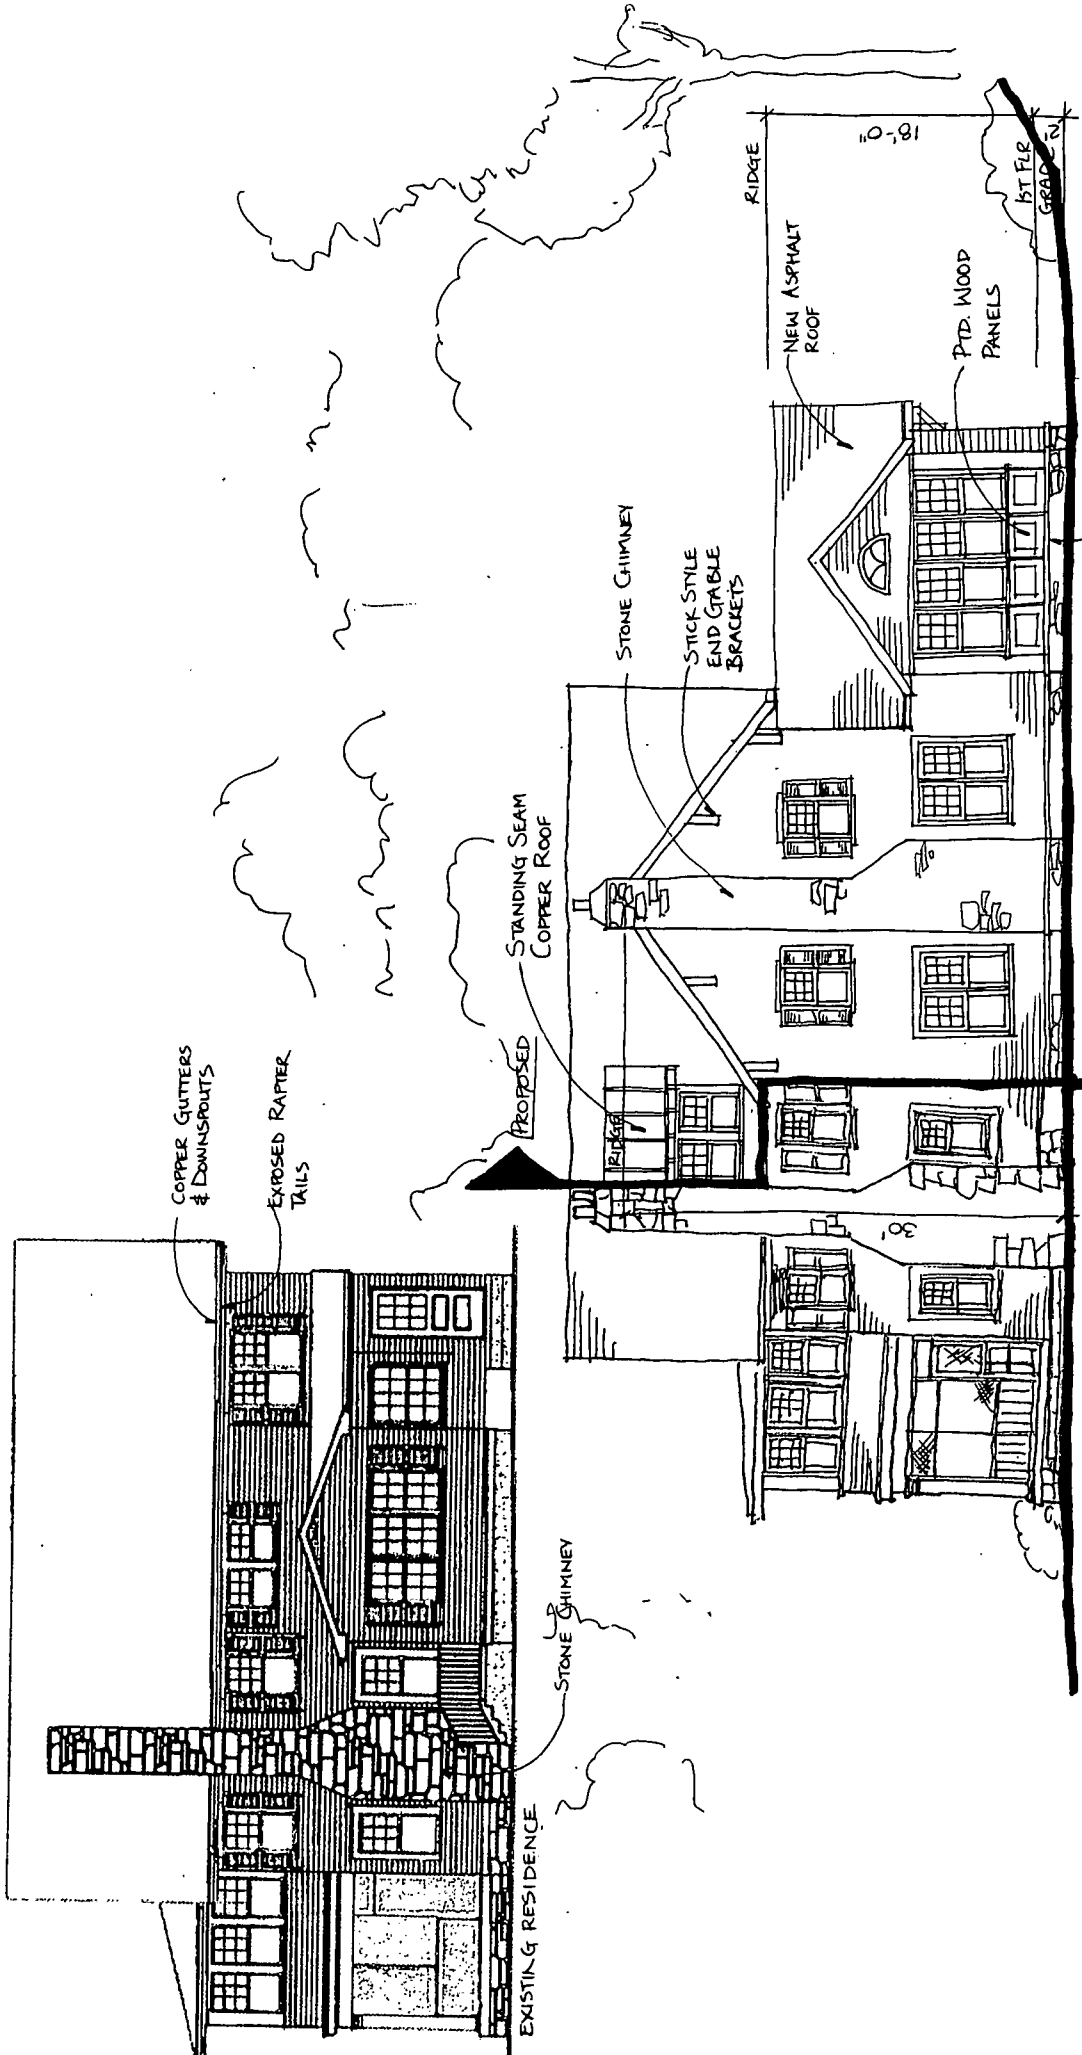 COPPER GUTTERS
& DOWNSPOUTS
EXPOSED RAFTER
TAILS
STONE CHIMNEY
EXISTING RESIDENCE
PROPOSED
STANDING SEAM
COPPER ROOF
RIDGE
STONE CHIMNEY
STICK STYLE
END GABLE
BRACKETS
NEW ASPHALT
ROOF
PTD. WOOD
PANELS
RIDGE
18'-0"
1ST FLR
GRADE
30'